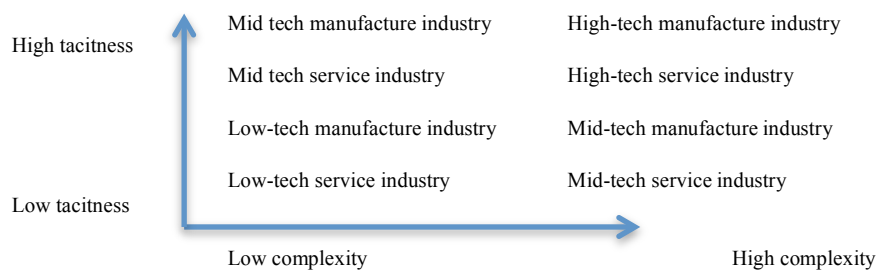 Mid tech manufacture industry High-tech manufacture industry
High tacitness
Mid tech service industry High-tech service industry
Low-tech manufacture industry Mid-tech manufacture industry
Low-tech service industry Mid-tech service industry
Low tacitness
Low complexity High complexity